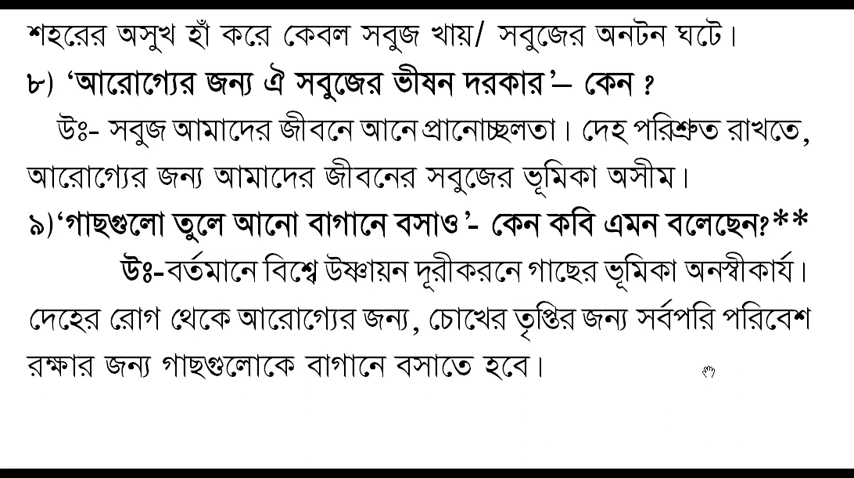 শহরের অসুখ হাঁ করে কেবল সবুজ খায়/ সবুজের অনটন ঘটে।
৮) ‘আরোগ্যের জন্য ঐ সবুজের ভীষন দরকার’– কেন ?
উঃ- সবুজ আমাদের জীবনে আনে প্রানোচ্ছলতা। দেহ পরিশ্রুত রাখতে,
আরোগ্যের জন্য আমাদের জীবনের সবুজের ভূমিকা অসীম।
৯)‘গাছগুলো তুলে আনো বাগানে বসাও’- কেন কবি এমন বলেছেন?**
উঃ-বর্তমানে বিশ্বে উষ্ণায়ন দূরীকরনে গাছের ভূমিকা অনস্বীকার্য।
দেহের রোগ থেকে আরোগ্যের জন্য, চোখের তৃপ্তির জন্য সর্বপরি পরিবেশ
রক্ষার জন্য গাছগুলোকে বাগানে বসাতে হবে।